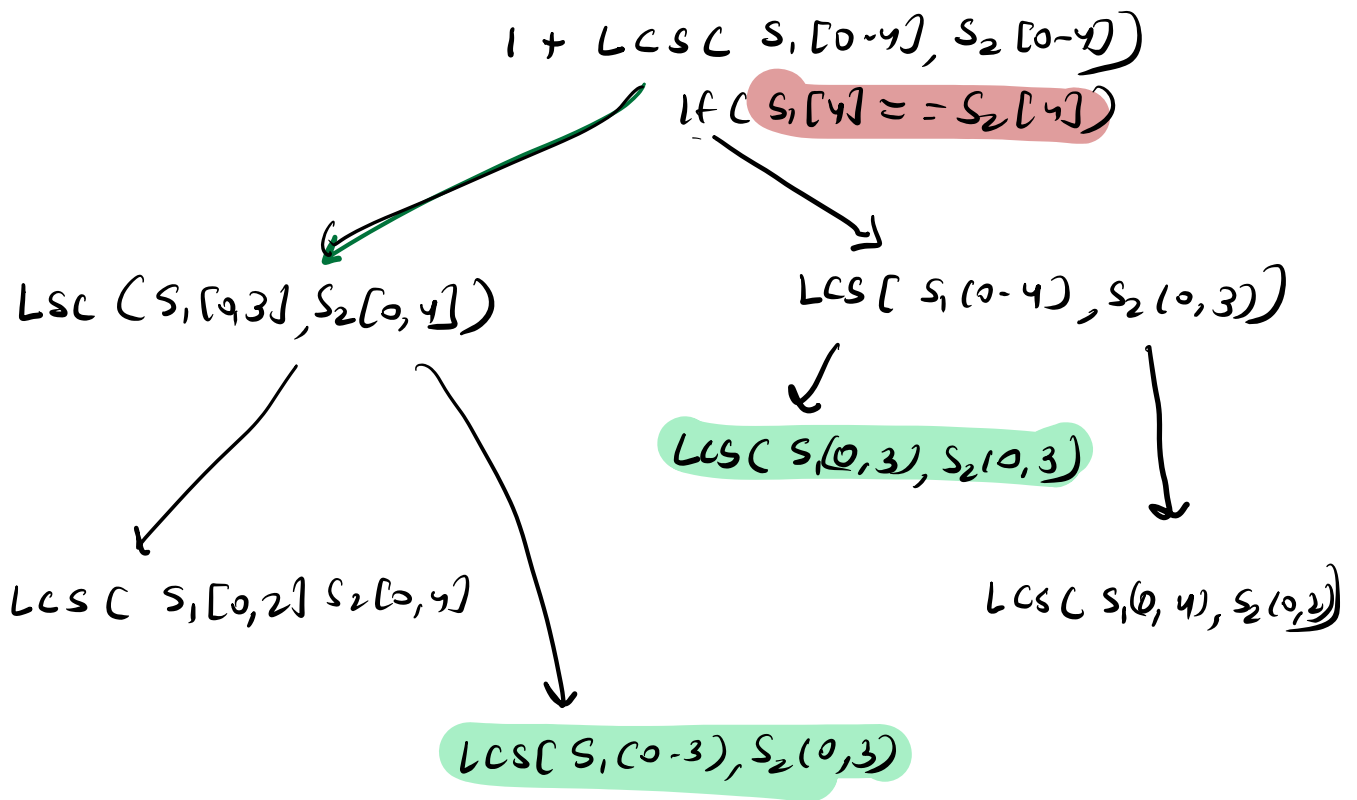 1 + LCS( S₁[0-4], S₂[0-4])
If( S₁[4] == S₂[4])
LSC (S₁[0,3], S₂[0,4])
LCS[ S₁(0-4), S₂(0,3))
LCS( S₁(0,3), S₂(0,3)
LCS( S₁[0,2] S₂[0,4]
LCS( S₁(0,4), S₂(0,2))
LCS[ S₁(0-3), S₂(0,3)